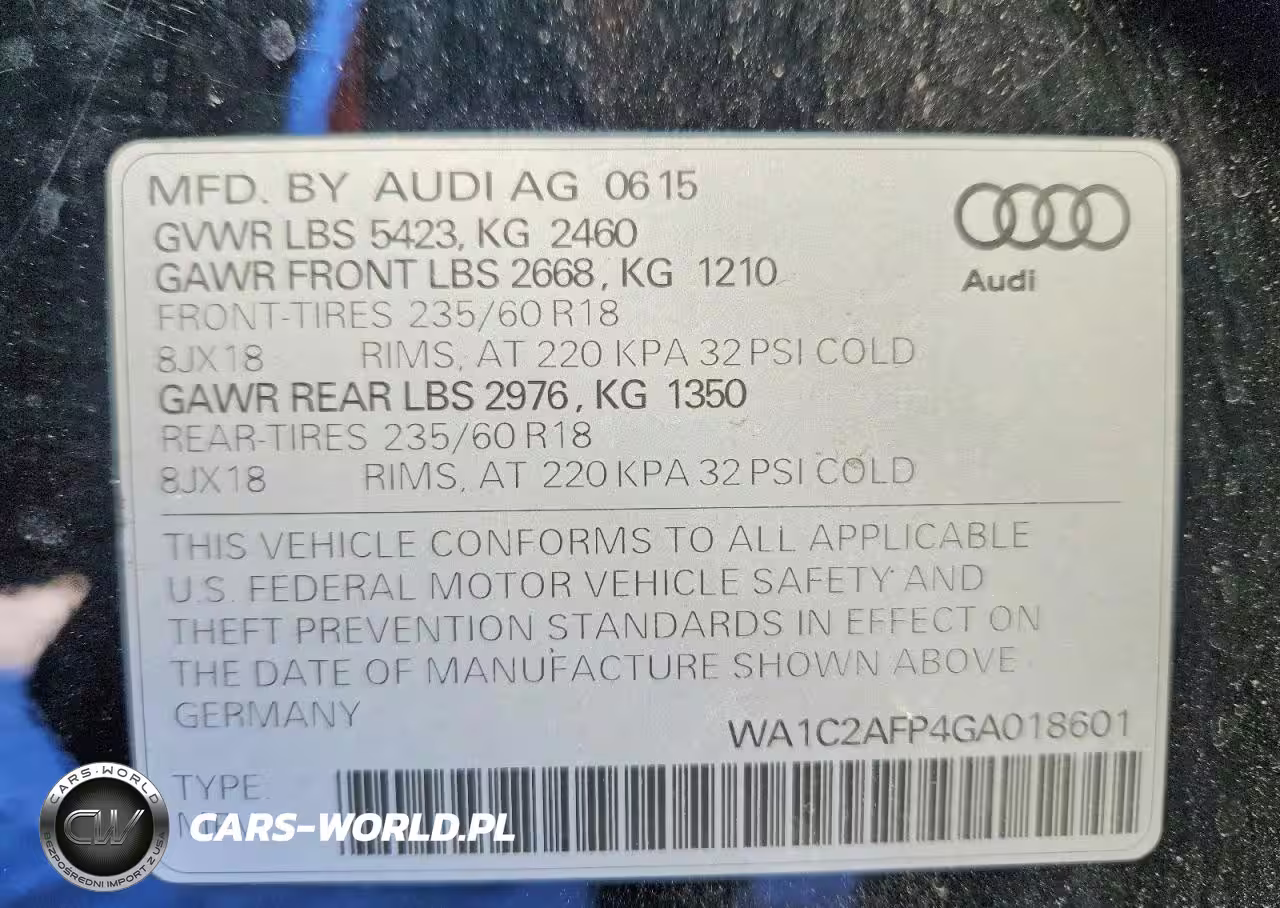 MFD. BY AUDI AG 06 15
GVWR LBS 5423, KG 2460
GAWR FRONT LBS 2668, KG 1210
FRONT-TIRES 235/60 R18
8JX18 RIMS, AT 220 KPA 32 PSI COLD
GAWR REAR LBS 2976, KG 1350
REAR-TIRES 235/60 R18
8JX18 RIMS, AT 220 KPA 32 PSI COLD
Audi
THIS VEHICLE CONFORMS TO ALL APPLICABLE
U.S. FEDERAL MOTOR VEHICLE SAFETY AND
THEFT PREVENTION STANDARDS IN EFFECT ON
THE DATE OF MANUFACTURE SHOWN ABOVE
GERMANY
WA1C2AFP4GA018601
TYPE:
CARS-WORLD
CW
BEZPOŚREDNI IMPORT Z USA
CARS-WORLD.PL